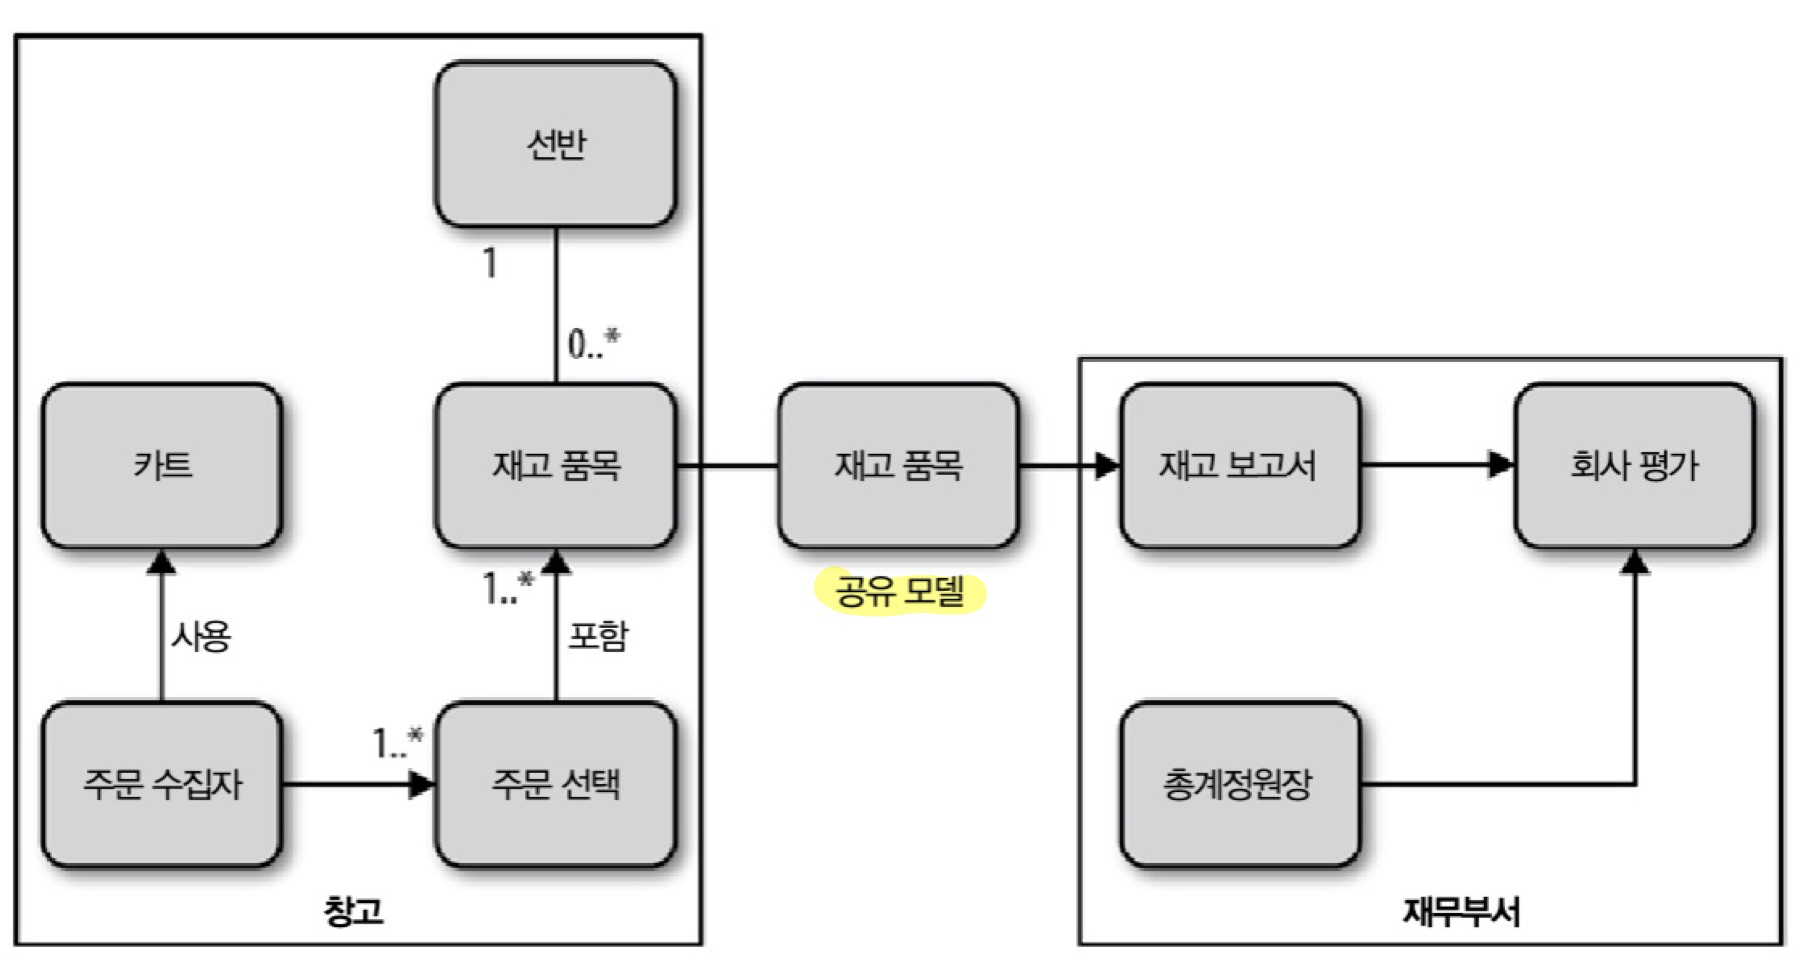 선반
1
0..*
카트
재고 품목
재고 품목
재고 보고서
회사 평가
1..*
공유 모델
사용
포함
1..*
주문 수집자
주문 선택
총계정원장
창고
재무부서